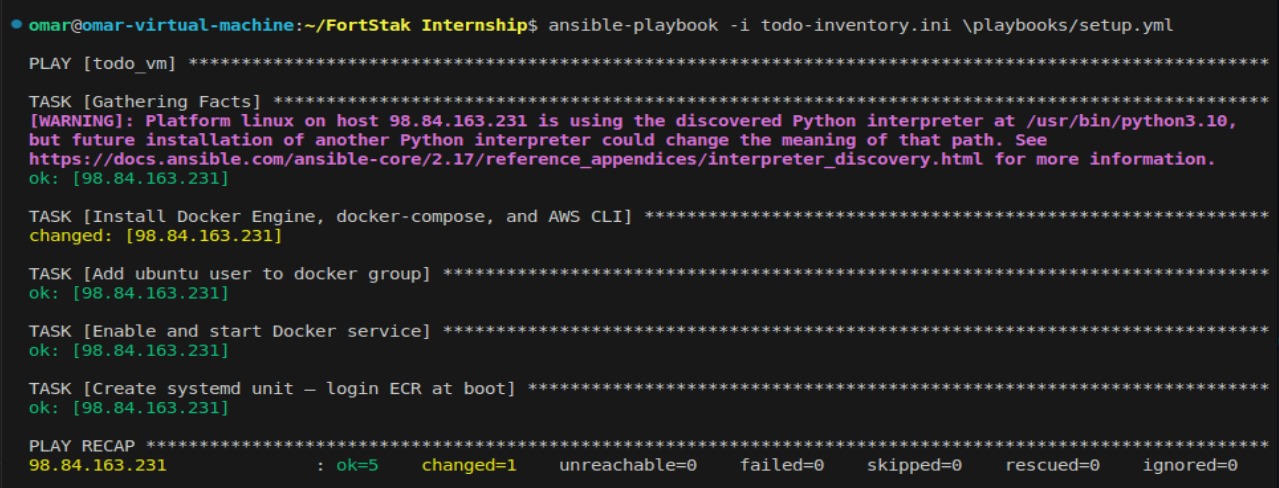 omar@omar-virtual-machine:~/FortStak Internship$ ansible-playbook -i todo-inventory.ini \playbooks/setup.yml
PLAY [todo_vm] ******************************************************************************************************
TASK [Gathering Facts] **********************************************************************************************
[WARNING]: Platform linux on host 98.84.163.231 is using the discovered Python interpreter at /usr/bin/python3.10,
but future installation of another Python interpreter could change the meaning of that path. See
https://docs.ansible.com/ansible-core/2.17/reference_appendices/interpreter_discovery.html for more information.
ok: [98.84.163.231]
TASK [Install Docker Engine, docker-compose, and AWS CLI] ***********************************************************
changed: [98.84.163.231]
TASK [Add ubuntu user to docker group] ******************************************************************************
ok: [98.84.163.231]
TASK [Enable and start Docker service] ******************************************************************************
ok: [98.84.163.231]
TASK [Create systemd unit – login ECR at boot] **********************************************************************
ok: [98.84.163.231]
PLAY RECAP **********************************************************************************************************
98.84.163.231 : ok=5 changed=1 unreachable=0 failed=0 skipped=0 rescued=0 ignored=0